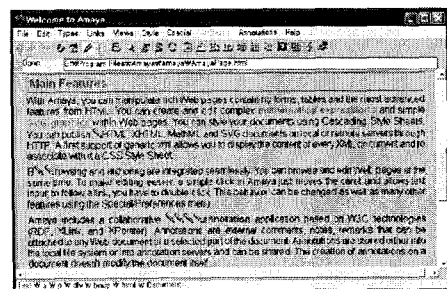 Welcome to Amaya
File Edit Types Links Views Style Special Annotations Help
Open
Main Features
With Amaya, you can manipulate rich Web pages containing forms, tables and the most advanced
features from HTML. You can create and edit complex mathematical expressions and simple
within Web pages. You can style your documents using Cascading Style Sheets.
You can publish HTML, XHTML, MathML and SVG documents on local or remote servers through
HTTP. A first support of generic XML allows you to display the content of every XML document and to
associate with it a CSS Style Sheet.
browsing and authoring are integrated seamlessly. You can browse and edit Web pages at the
same time. To make editing easier, a simple click in Amaya just moves the caret and allows text
input to follow a link, you have to double click. This behavior can be changed as well as many other
features using the Special/Preferences menu.
Amaya includes a collaborative annotation application based on W3C technologies
(RDF, XLink, and XPointer). Annotations are external comments, notes, remarks that can be
attached to any Web document or a selected part of the document. Annotations are stored either into
the local file system or into annotation servers and can be shared. The creation of annotations on a
document doesn't modify the document itself.